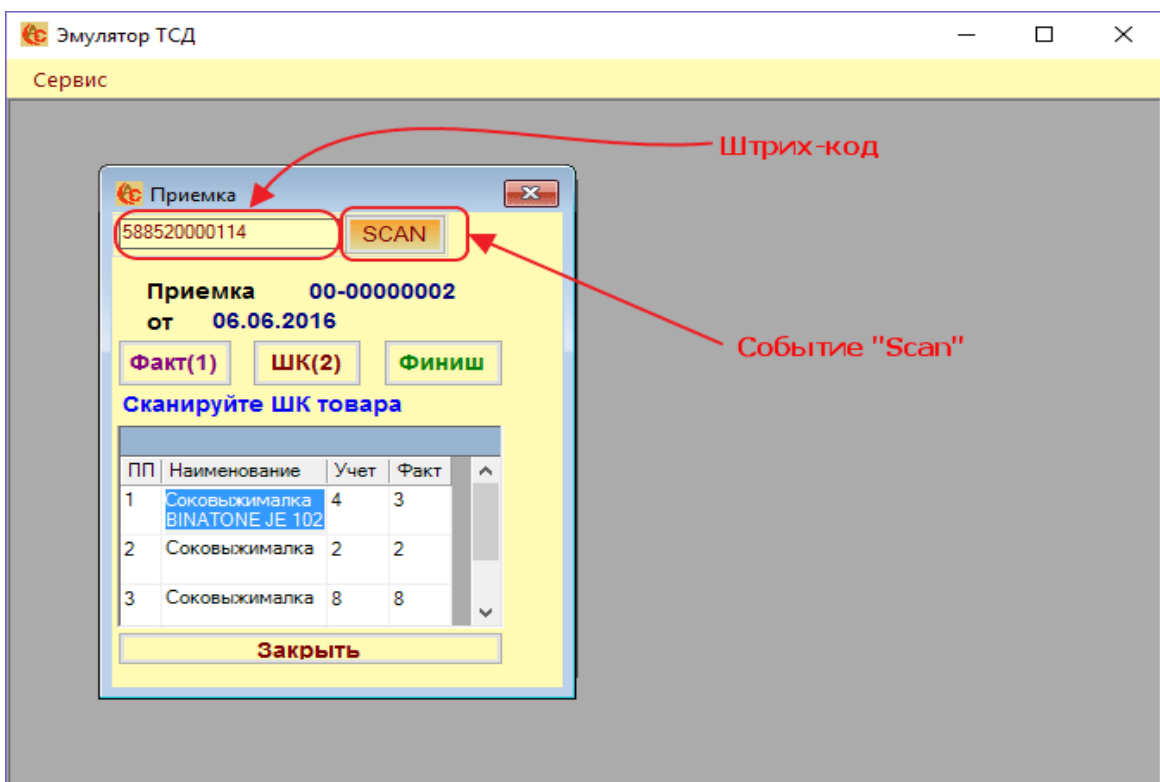 Эмулятор ТСД
Сервис
Штрих-код
Приемка
588520000114 SCAN
Приемка 00-00000002
от 06.06.2016
Событие "Scan"
Факт(1) ШК(2) Финиш
Сканируйте ШК товара
ПП Наименование Учет Факт
1 Соковыжималка 4 3
BINATONE JE 102
2 Соковыжималка 2 2
3 Соковыжималка 8 8
Закрыть